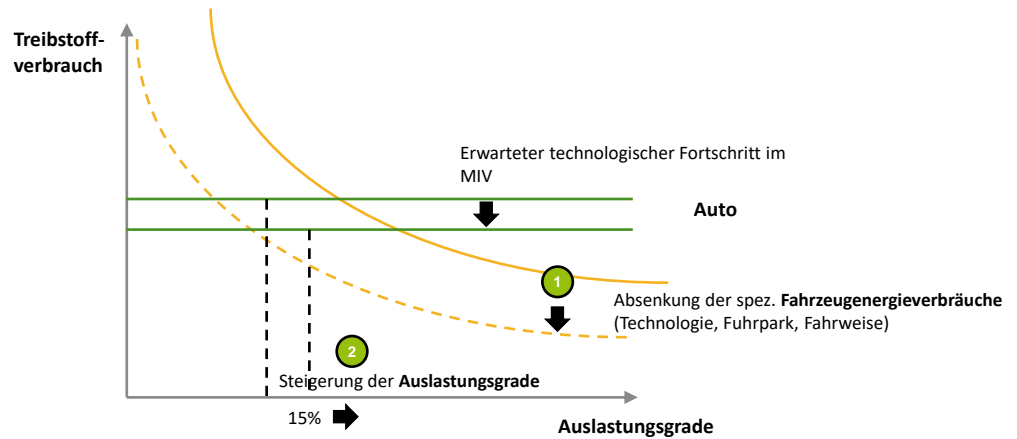 Treibstoff-
verbrauch
Erwarteter technologischer Fortschritt im
MIV
Auto
1
Absenkung der spez. Fahrzeugenergieverbräuche
(Technologie, Fuhrpark, Fahrweise)
2
Steigerung der Auslastungsgrade
15%
Auslastungsgrade